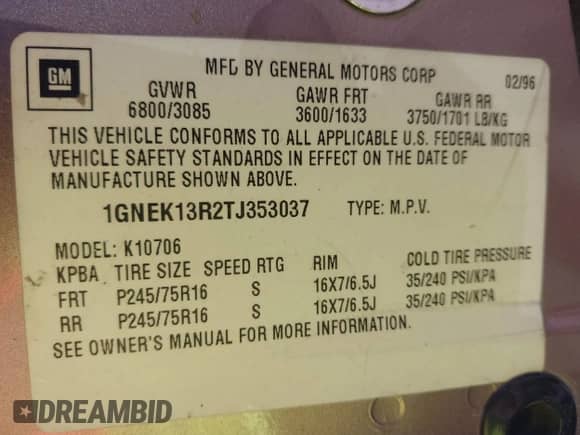 GM
MFD BY GENERAL MOTORS CORP 02/96
GVWR GAWR FRT GAWR RR
6800/3085 3600/1633 3750/1701 LB/KG
THIS VEHICLE CONFORMS TO ALL APPLICABLE U.S. FEDERAL MOTOR
VEHICLE SAFETY STANDARDS IN EFFECT ON THE DATE OF
MANUFACTURE SHOWN ABOVE.
1GNEK13R2TJ353037 TYPE: M.P.V.
MODEL: K10706
KPBA TIRE SIZE SPEED RTG RIM COLD TIRE PRESSURE
FRT P245/75R16 S 16X7/6.5J 35/240 PSI/KPA
RR P245/75R16 S 16X7/6.5J 35/240 PSI/KPA
SEE OWNER'S MANUAL FOR MORE INFORMATION.
DREAMBID